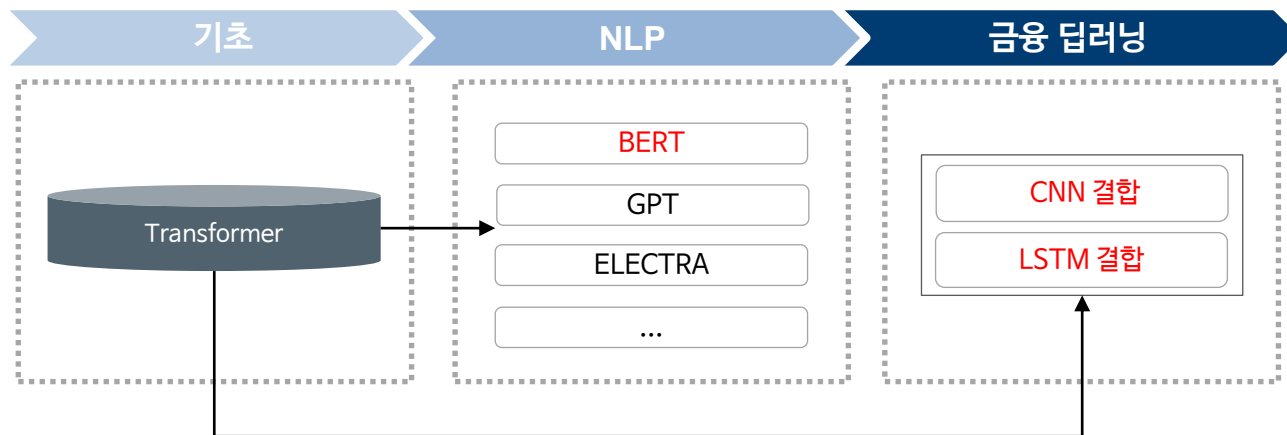 기초
NLP
금융 딥러닝
Transformer
BERT
GPT
ELECTRA
...
CNN 결합
LSTM 결합